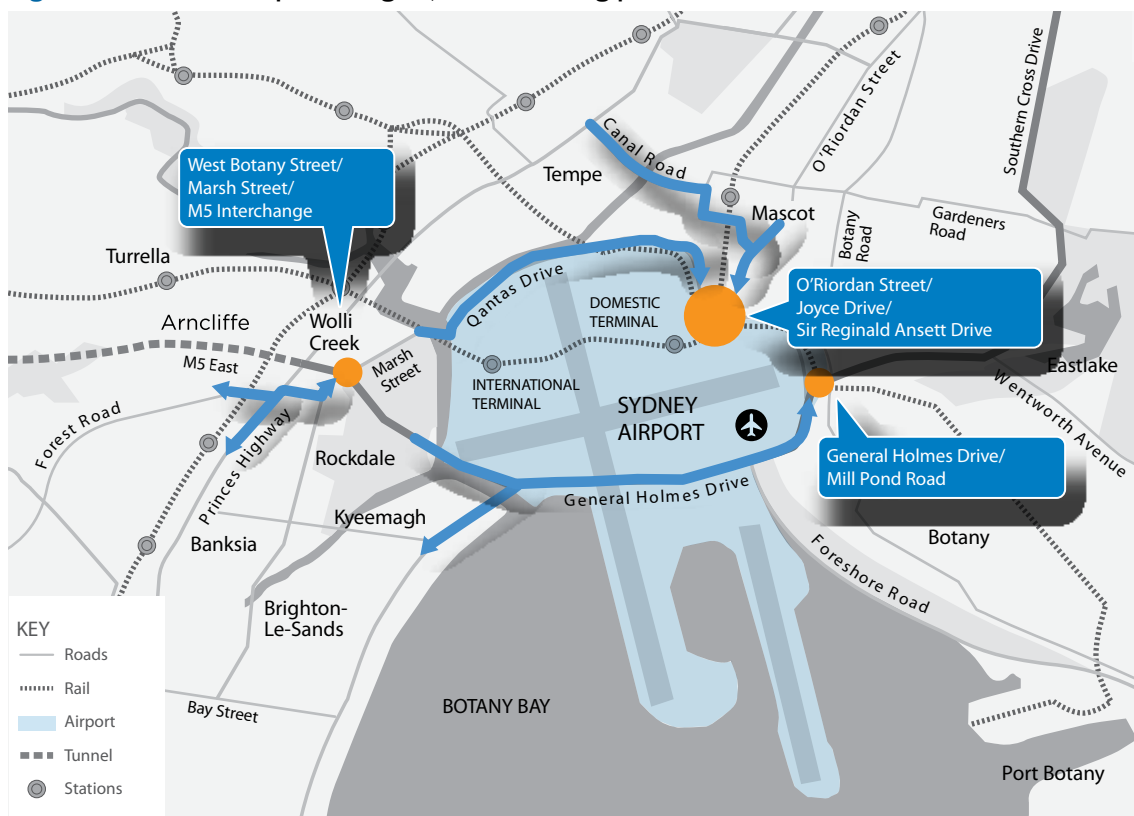 Southern Cross Drive
O'Riordan Street
Canal Road
West Botany Street/
Marsh Street/
M5 Interchange
Tempe
Mascot
Botany
Road
Gardeners
Road
Turrella
Qantas Drive
O'Riordan Street/
Joyce Drive/
Sir Reginald Ansett Drive
DOMESTIC
TERMINAL
Arncliffe
Wolli
Creek
Marsh
Street
M5 East
INTERNATIONAL
TERMINAL
Eastlake
Wentworth Avenue
SYDNEY
AIRPORT
Forest Road
Princes Highway
General Holmes Drive/
Mill Pond Road
Rockdale
General Holmes Drive
Kyeemagh
Banksia
Botany
Foreshore Road
Brighton-
Le-Sands
KEY
Roads
Rail
Airport
Tunnel
Stations
Bay Street
BOTANY BAY
Port Botany